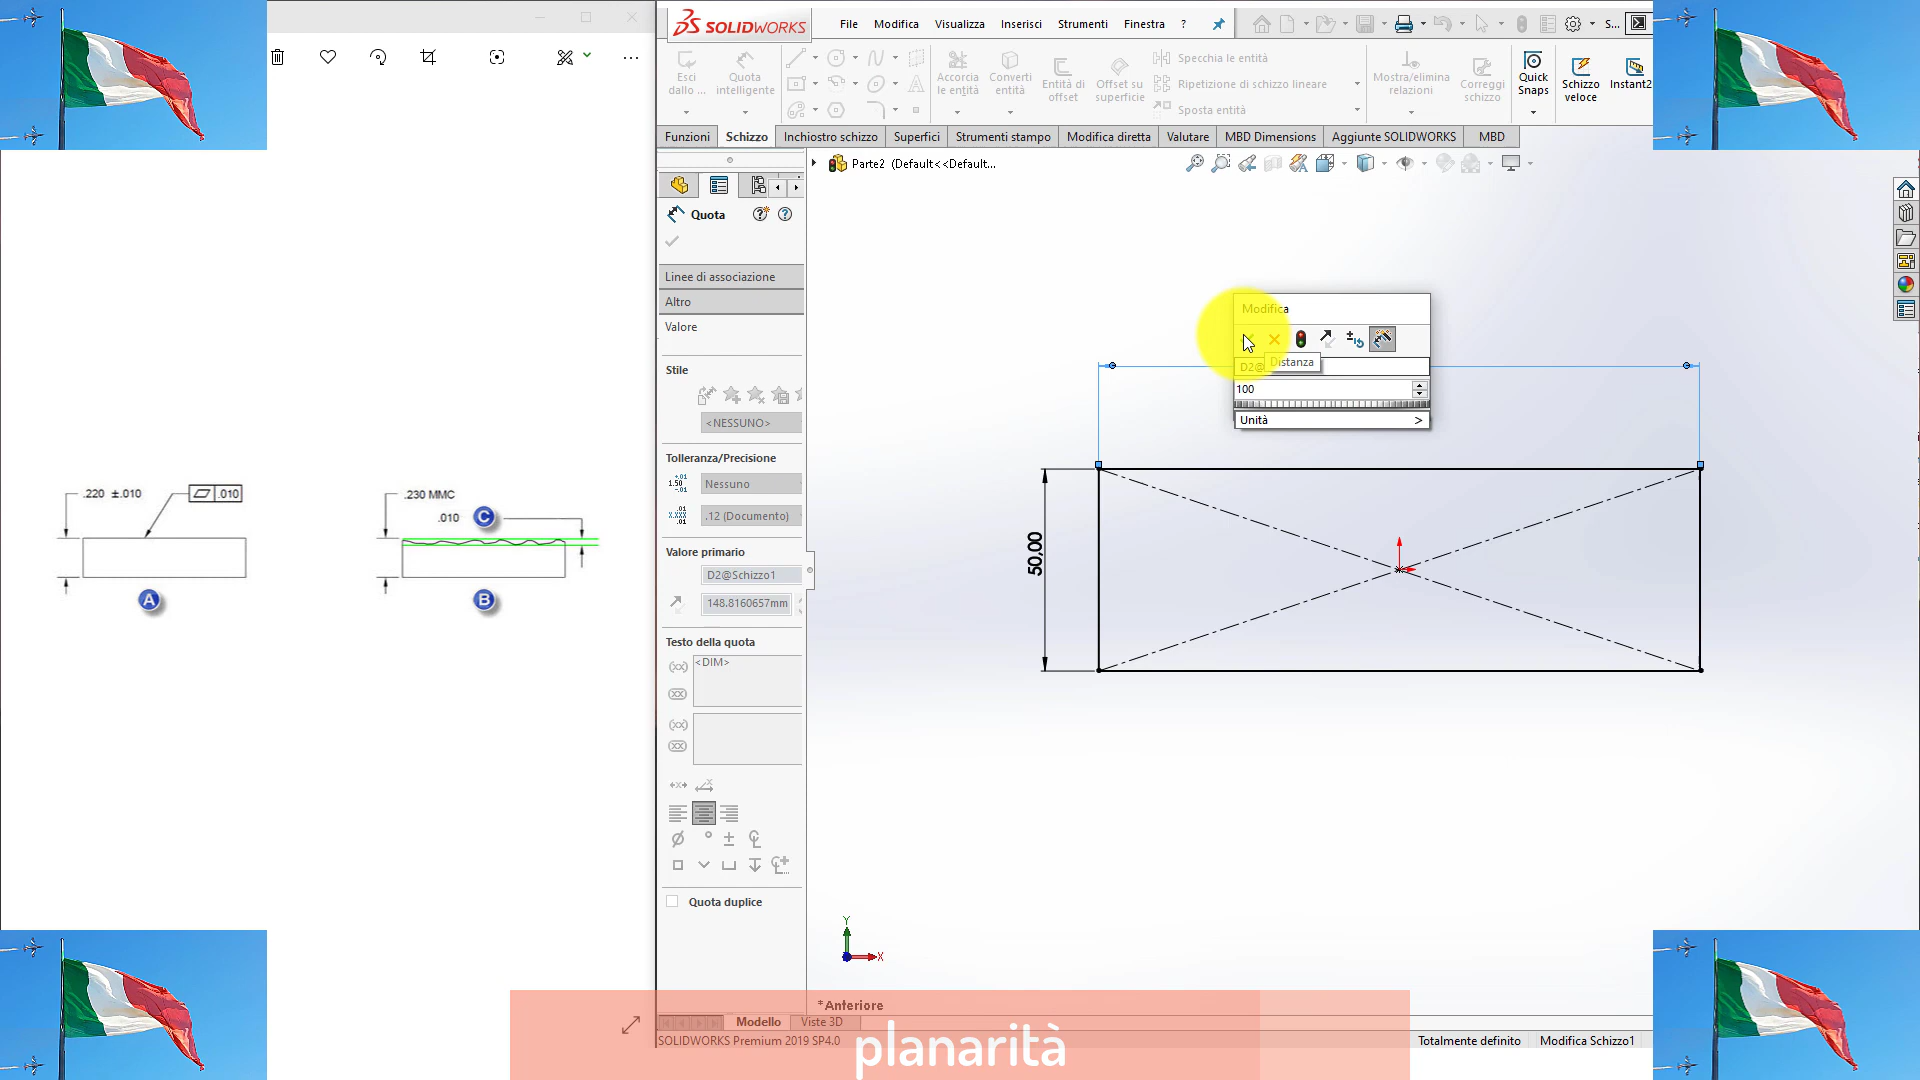 SOLIDWORKS
File Modifica Visualizza Inserisci Strumenti Finestra ? S...
Esci dallo ...
Quota intelligente
Accorcia le entità
Converti entità
Entità di offset
Offset su superficie
Specchia le entità
Ripetizione di schizzo lineare
Sposta entità
Mostra/elimina relazioni
Correggi schizzo
Quick Snaps
Schizzo veloce
Instant2
Funzioni Schizzo Inchiostro schizzo Superfici Strumenti stampo Modifica diretta Valutare MBD Dimensions Aggiunte SOLIDWORKS MBD
Parte2 (Default<<Default...
Quota
Linee di associazione
Altro
Valore
Stile
<NESSUNO>
Tolleranza/Precisione
Nessuno
.12 (Documento)
Valore primario
D2@Schizzo1
148.8160657mm
Testo della quota
<DIM>
Quota duplice
Modifica
D2@
Distanza
100
Unità >
50,00
.220 ±.010
.010
A
.230 MMC
.010
C
B
Y
X
*Anteriore
Modello Viste 3D
SOLIDWORKS Premium 2019 SP4.0
Totalmente definito Modifica Schizzo1
planarità